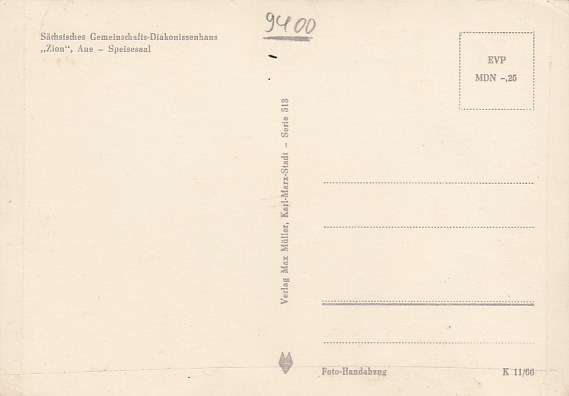 9400
Sächsisches Gemeinschafts-Diakonissenhaus
„Zion“, Aue – Speisesaal
EVP
MDN –,25
Verlag Max Müller, Karl-Marx-Stadt – Serie 518
Foto-Handabzug
K 11/66